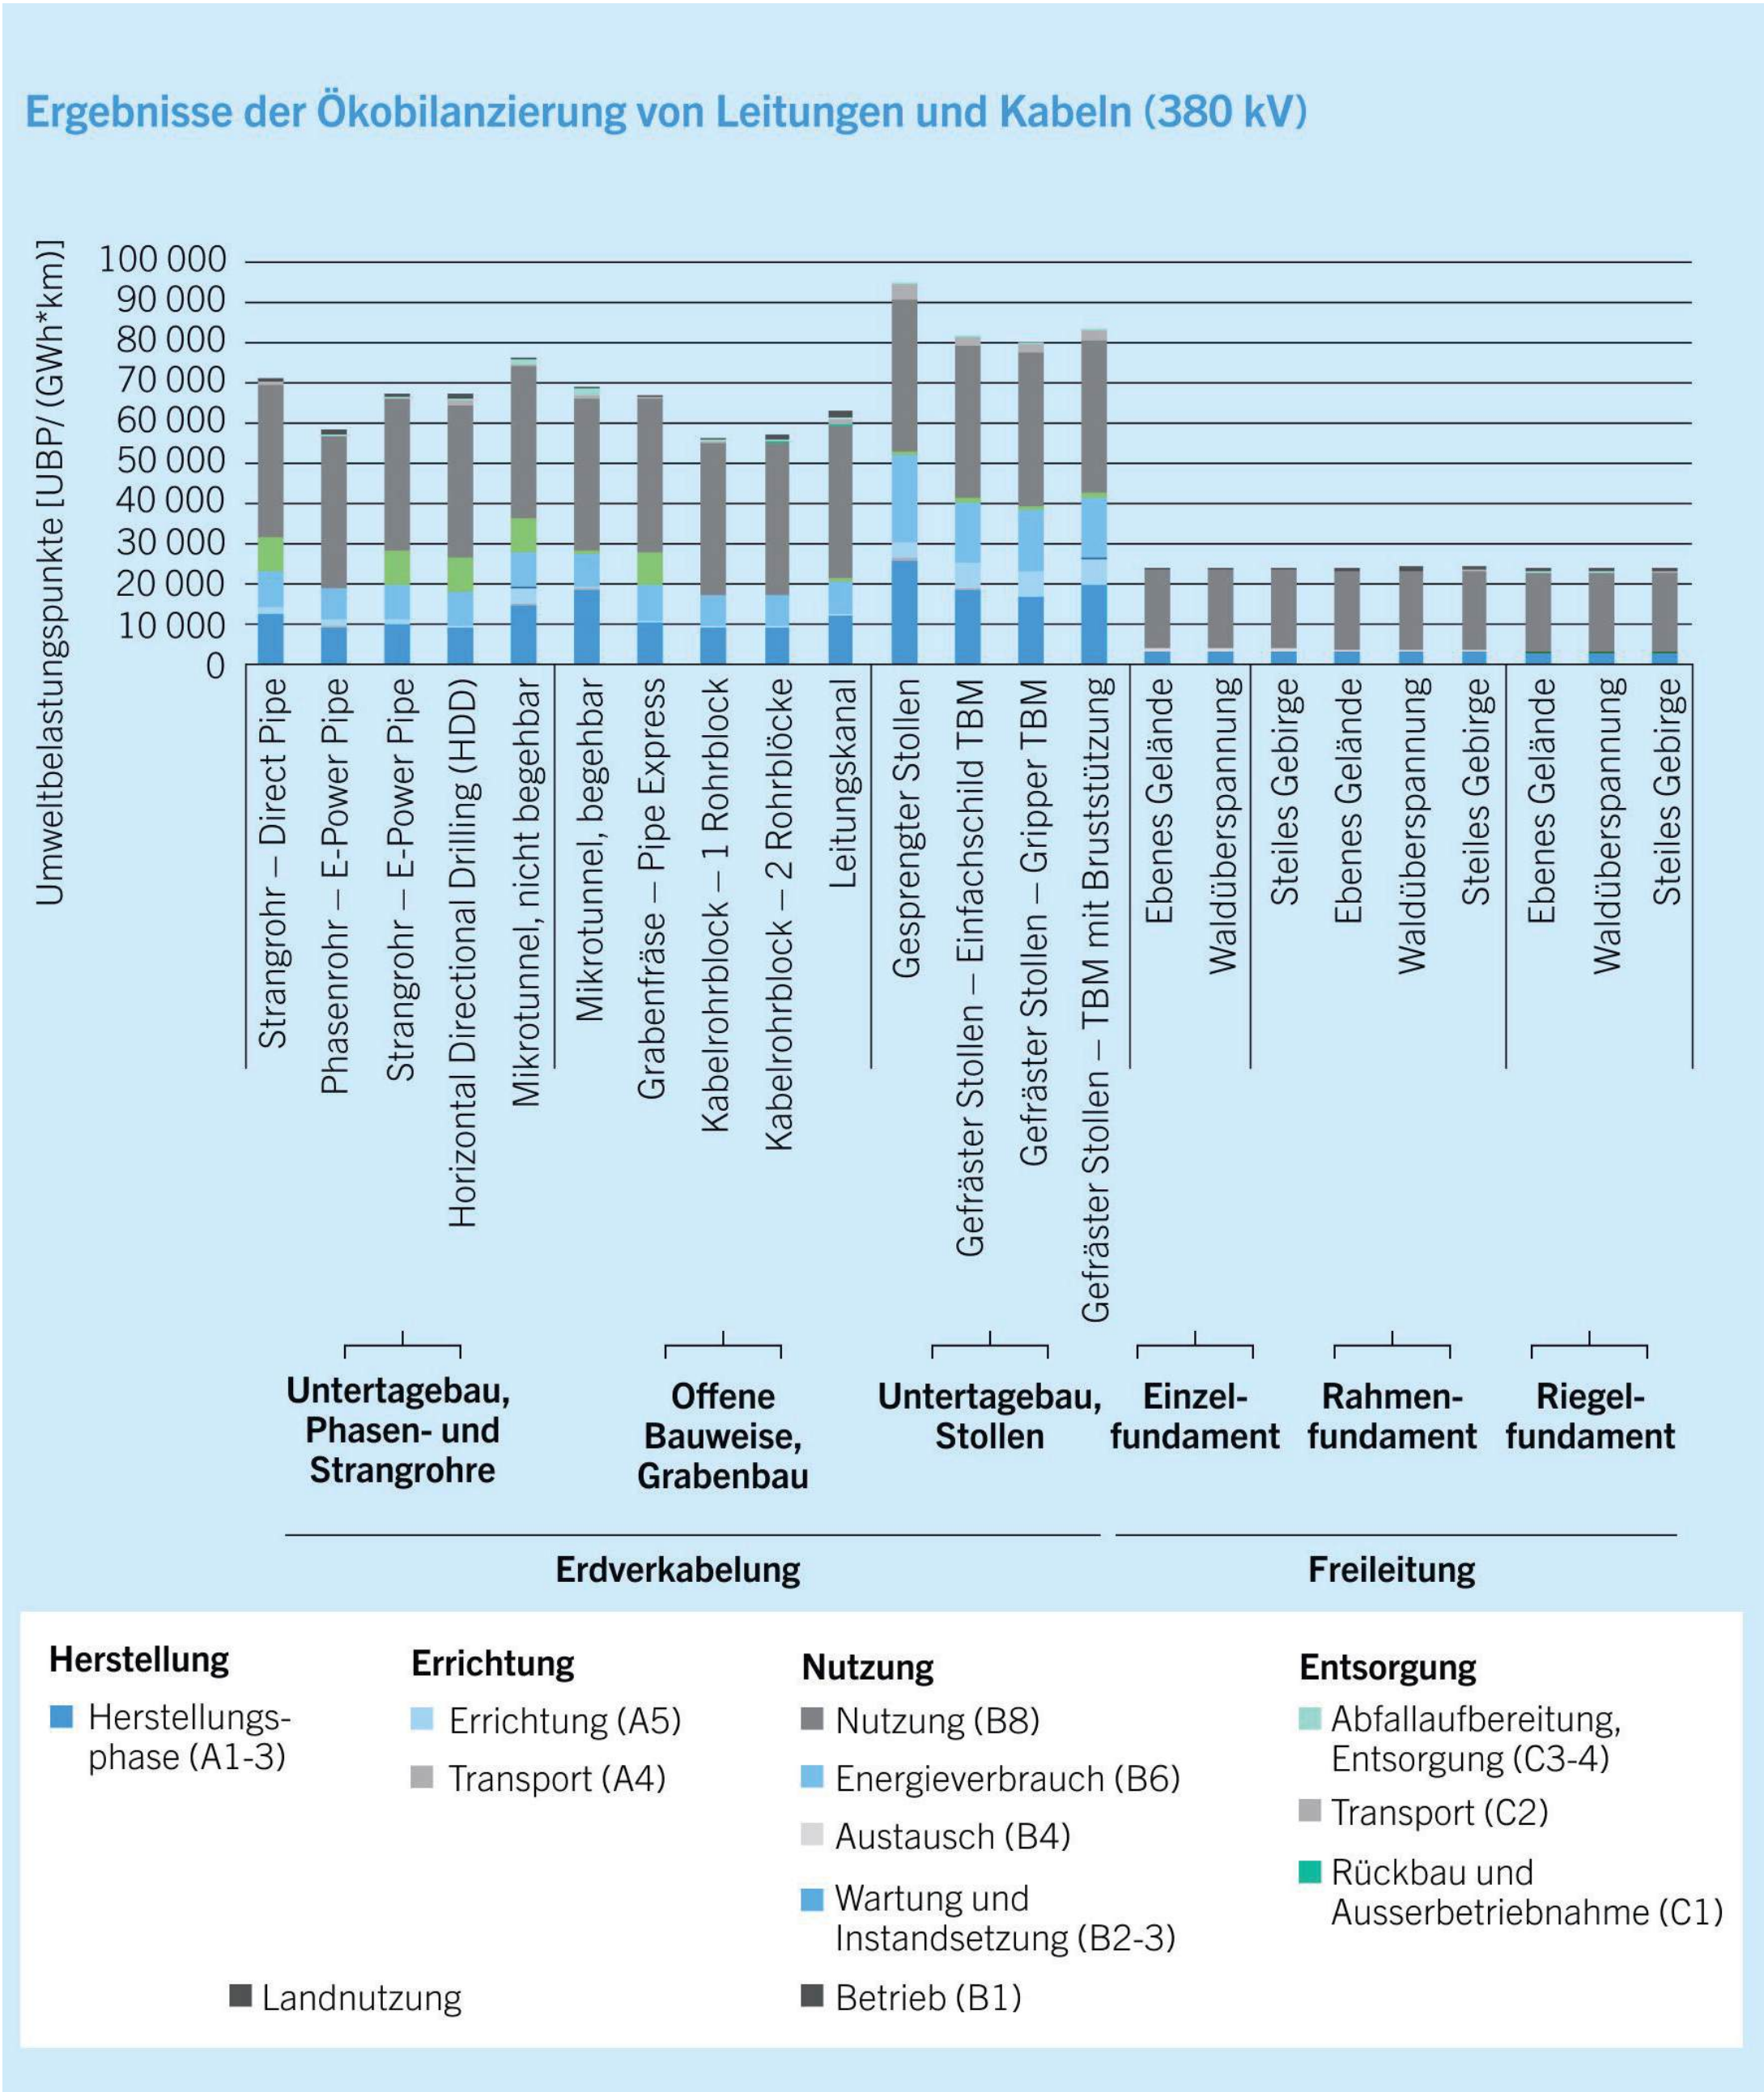 Ergebnisse der Ökobilanzierung von Leitungen und Kabeln (380 kV)
Umweltbelastungspunkte [UBP/ (GWh*km)]
100 000
90 000
80 000
70 000
60 000
50 000
40 000
30 000
20 000
10 000
0
Strangrohr – Direct Pipe
Phasenrohr – E-Power Pipe
Strangrohr – E-Power Pipe
Horizontal Directional Drilling (HDD)
Mikrotunnel, nicht begehbar
Mikrotunnel, begehbar
Grabenfräse – Pipe Express
Kabelrohrblock – 1 Rohrblock
Kabelrohrblock – 2 Rohrblöcke
Leitungskanal
Gesprengter Stollen
Gefräster Stollen – Einfachschild TBM
Gefräster Stollen – Gripper TBM
Gefräster Stollen – TBM mit Bruststützung
Ebenes Gelände
Waldüberspannung
Steiles Gebirge
Ebenes Gelände
Waldüberspannung
Steiles Gebirge
Ebenes Gelände
Waldüberspannung
Steiles Gebirge
Untertagebau,
Phasen- und
Strangrohre
Offene
Bauweise,
Grabenbau
Untertagebau,
Stollen
Einzel-
fundament
Rahmen-
fundament
Riegel-
fundament
Erdverkabelung
Freileitung
Herstellung
Herstellungs-
phase (A1-3)
Errichtung
Errichtung (A5)
Transport (A4)
Landnutzung
Nutzung
Nutzung (B8)
Energieverbrauch (B6)
Austausch (B4)
Wartung und
Instandsetzung (B2-3)
Betrieb (B1)
Entsorgung
Abfallaufbereitung,
Entsorgung (C3-4)
Transport (C2)
Rückbau und
Ausserbetriebnahme (C1)